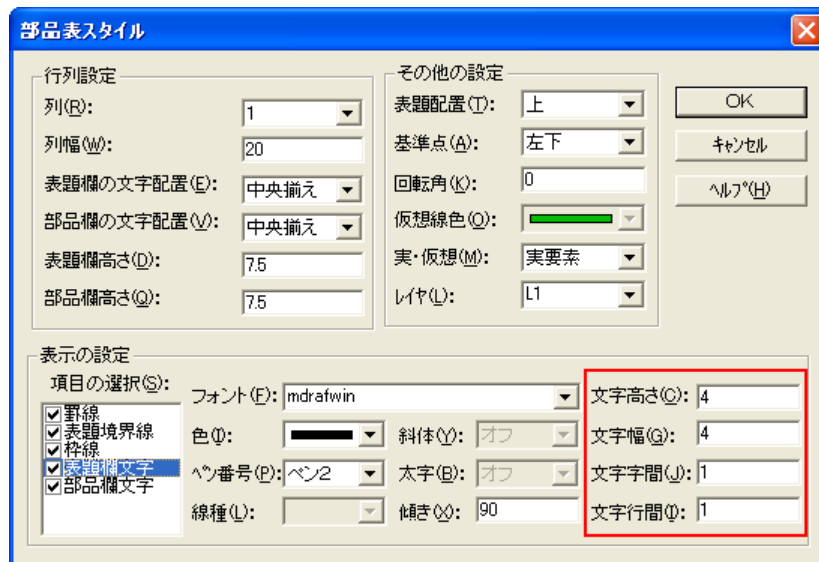 部品表スタイル
行列設定
列(R): 1
列幅(W): 20
表題欄の文字配置(E): 中央揃え
部品欄の文字配置(V): 中央揃え
表題欄高さ(D): 7.5
部品欄高さ(Q): 7.5
その他の設定
表題配置(T): 上
基準点(A): 左下
回転角(K): 0
仮想線色(O):
実・仮想(M): 実要素
レイヤ(L): L1
OK
キャンセル
ヘルプ(H)
表示の設定
項目の選択(S):
罫線
表題境界線
枠線
表題欄文字
部品欄文字
フォント(F): mdrafwin
色(I):
ペン番号(P): ペン2
線種(L):
斜体(Y): オフ
太字(B): オフ
傾き(X): 90
文字高さ(C): 4
文字幅(G): 4
文字字間(J): 1
文字行間(I): 1